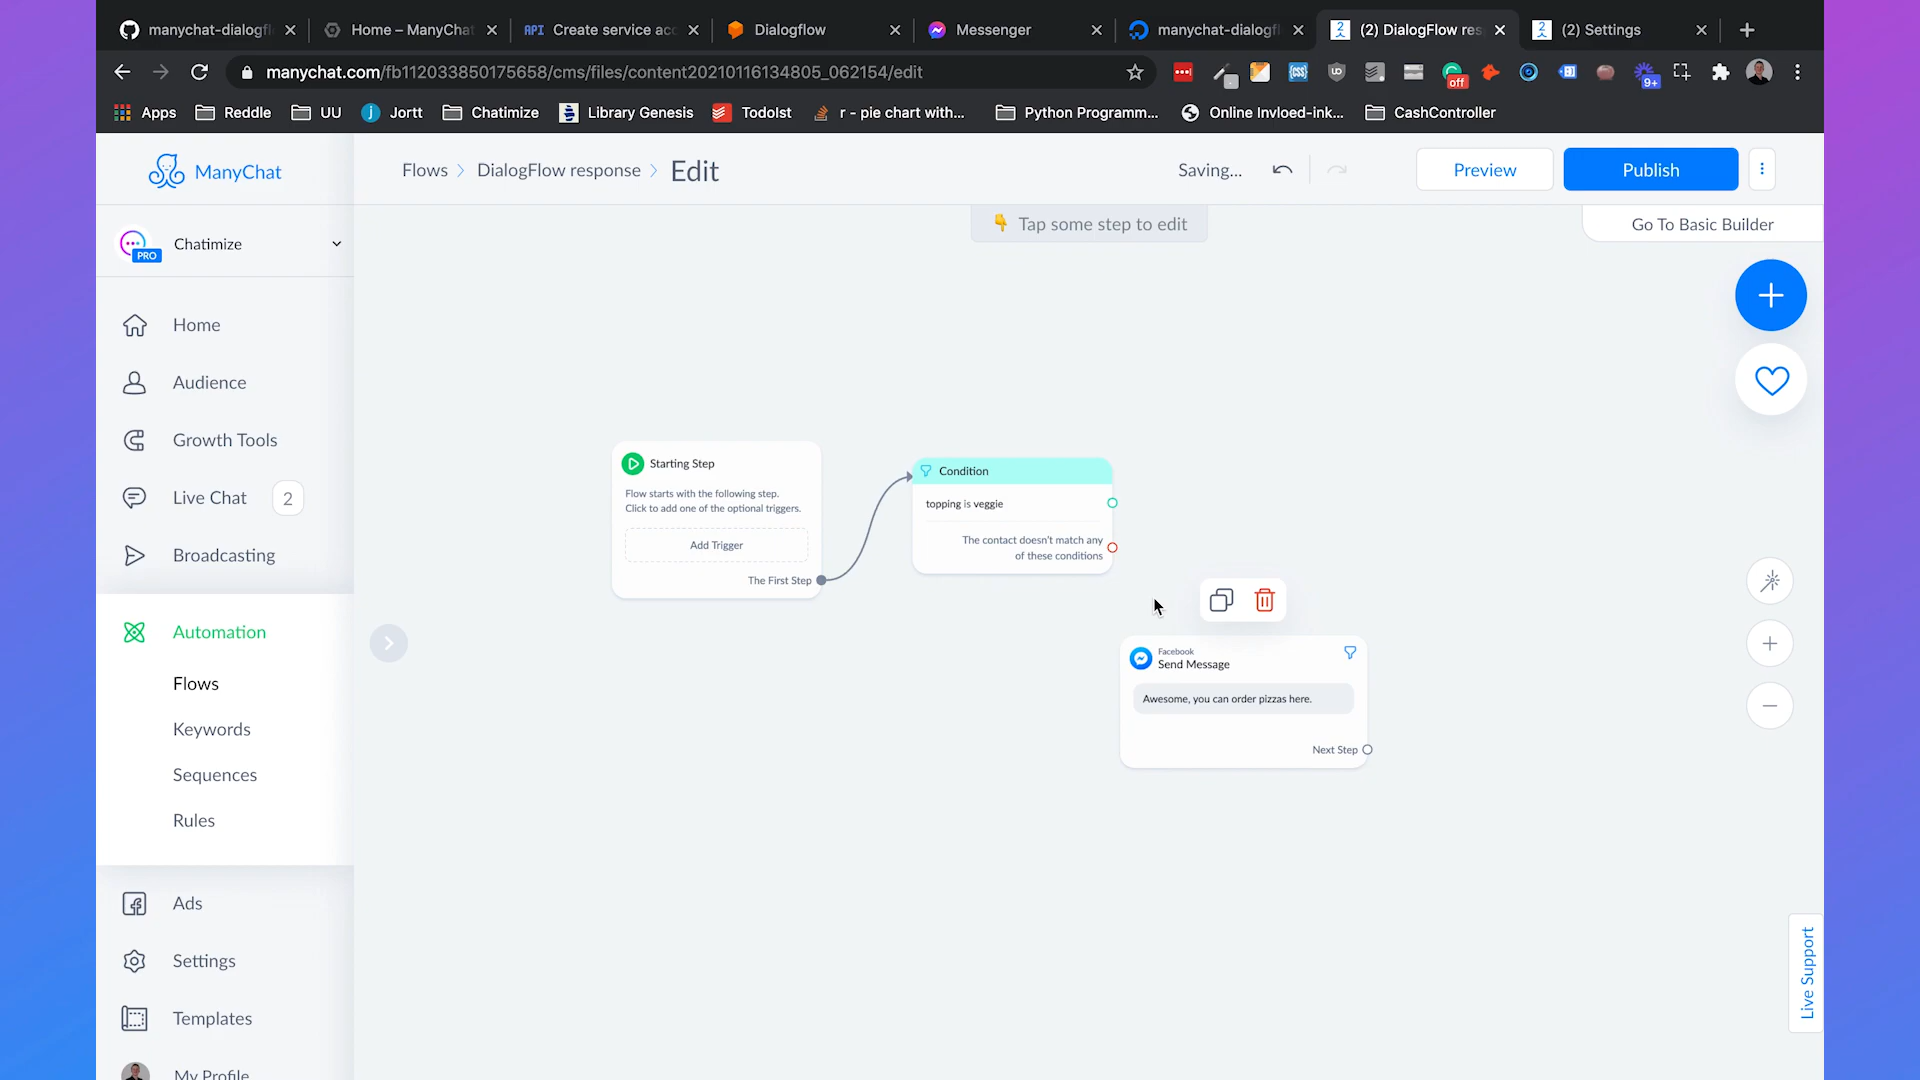 manychat-dialogfl
Home – ManyChat
API Create service acc
Dialogflow
Messenger
manychat-dialogfl
(2) DialogFlow res
(2) Settings
manychat.com/fb112033850175658/cms/files/content20210116134805_062154/edit
off
9+
Apps
Reddle
UU
Jortt
Chatimize
Library Genesis
TodoIst
r - pie chart with...
Python Programm...
Online Invloed-ink...
CashController
ManyChat
Flows
DialogFlow response
Edit
Saving...
Preview
Publish
Tap some step to edit
Go To Basic Builder
PRO
Chatimize
Home
Audience
Growth Tools
Live Chat
2
Broadcasting
Automation
Flows
Keywords
Sequences
Rules
Ads
Settings
Templates
My Profile
Starting Step
Flow starts with the following step.
Click to add one of the optional triggers.
Add Trigger
The First Step
Condition
topping is veggie
The contact doesn't match any
of these conditions
Facebook
Send Message
Awesome, you can order pizzas here.
Next Step
Live Support